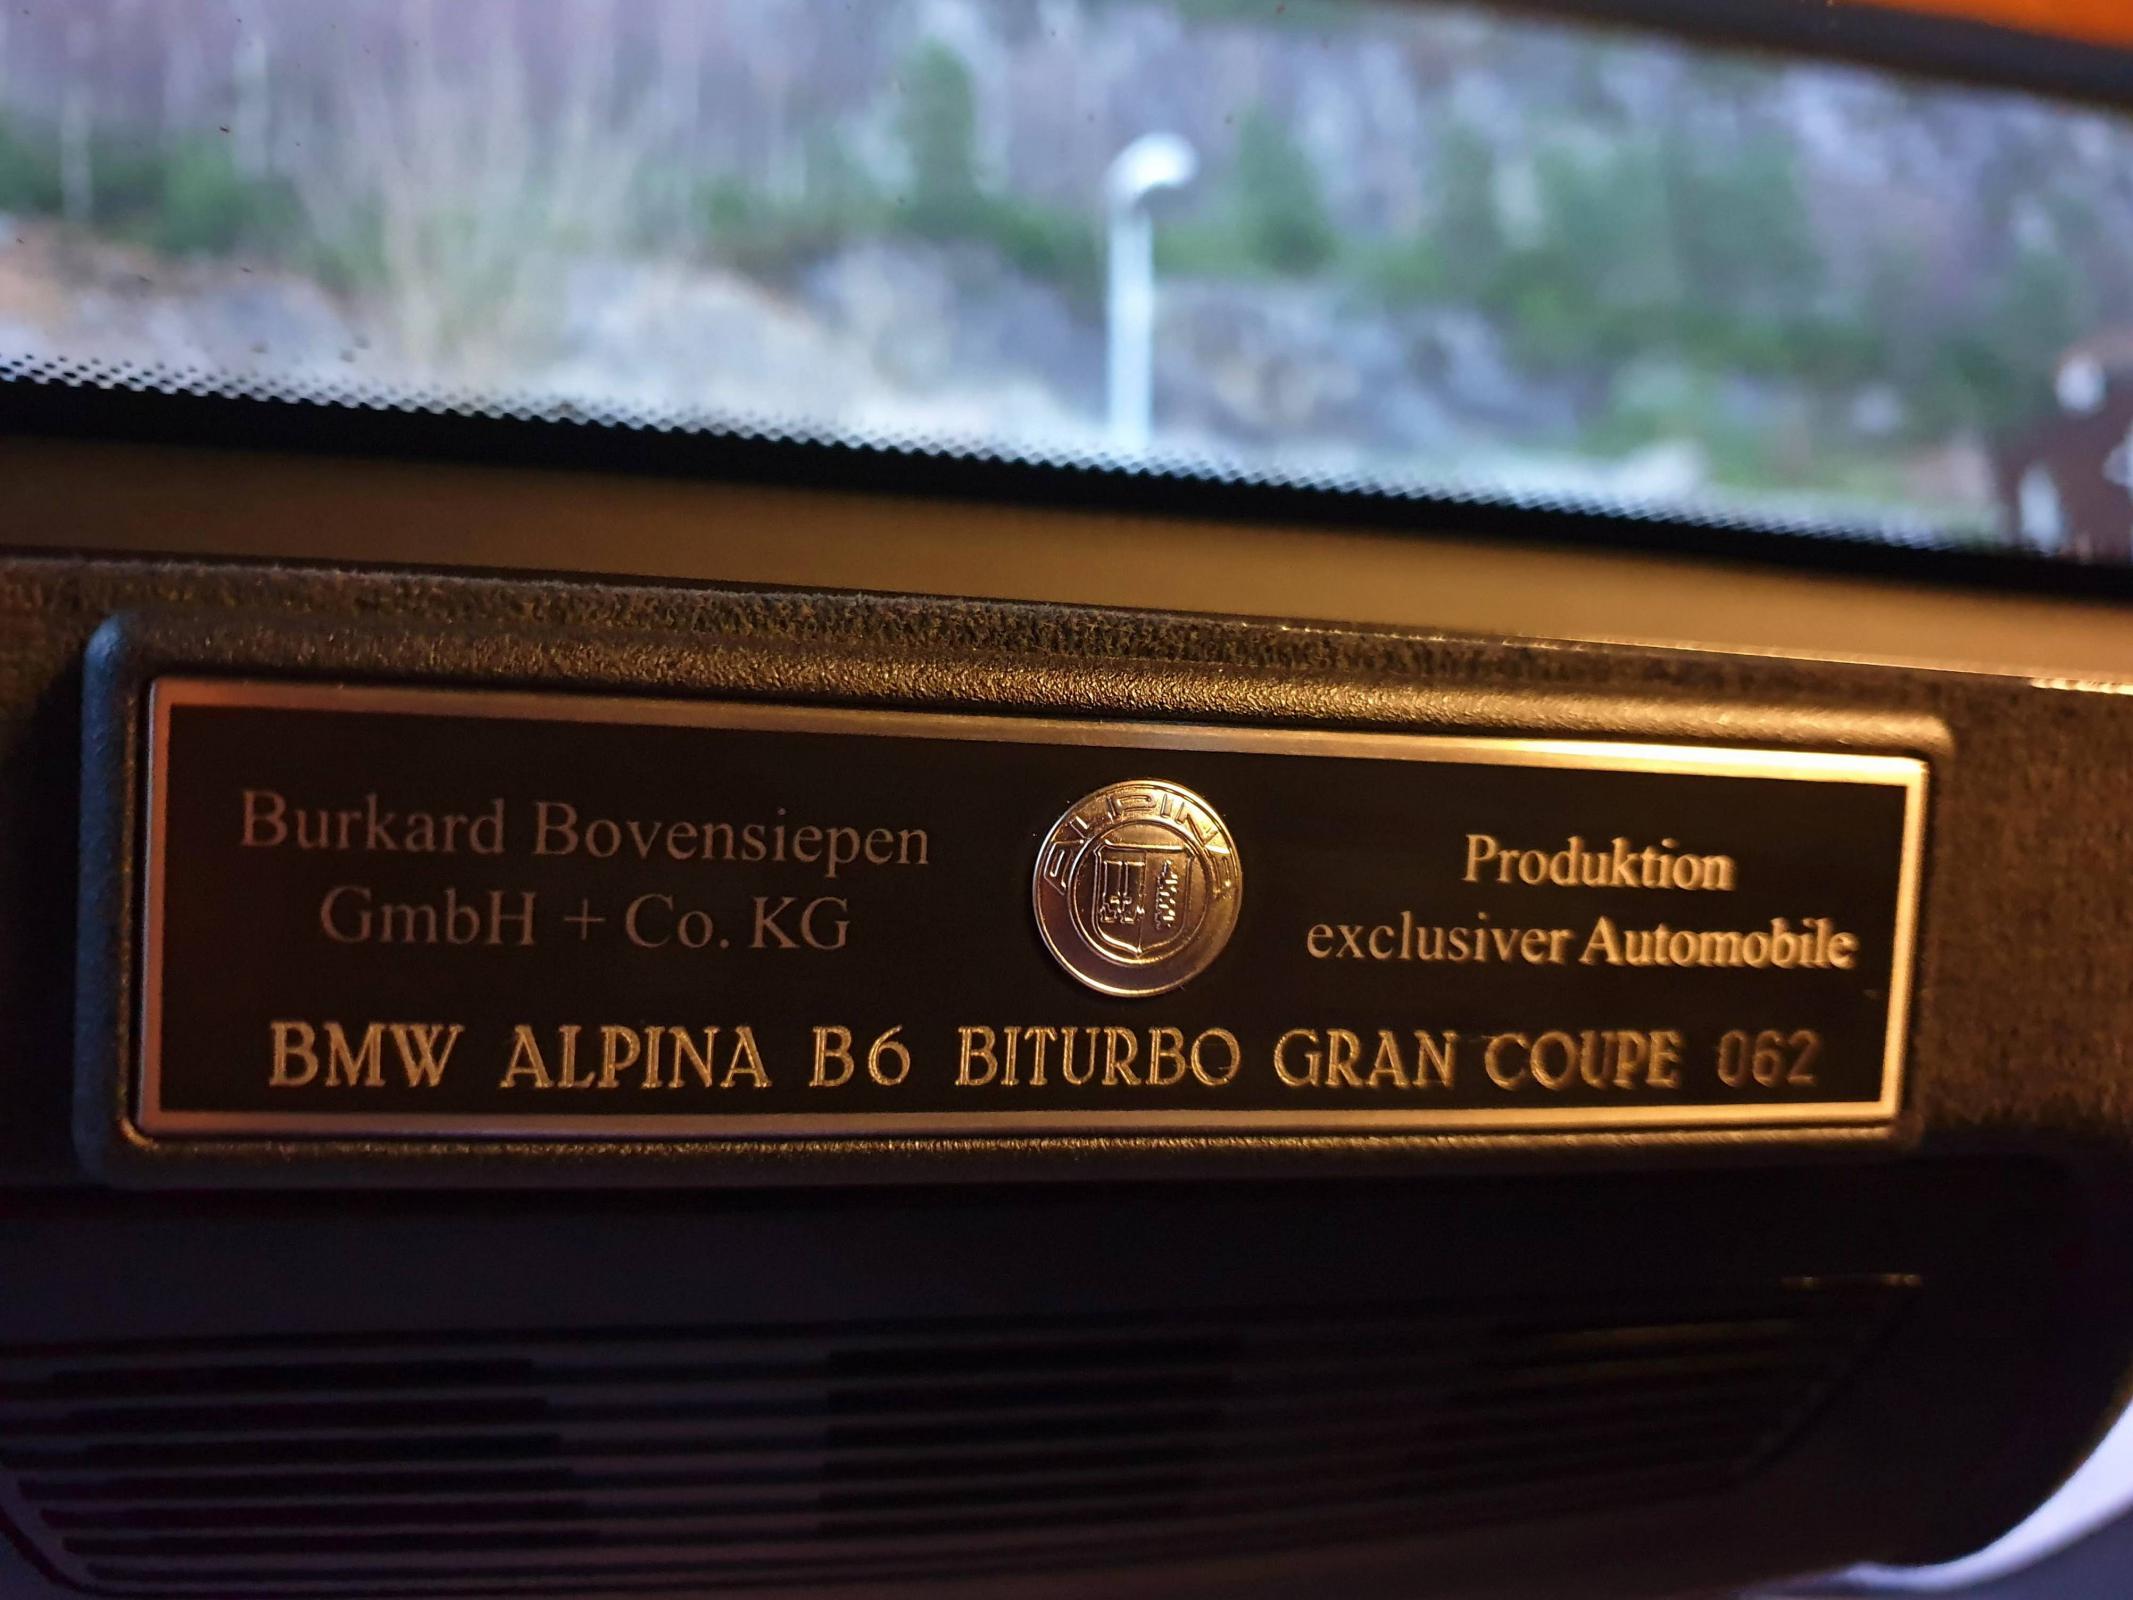 Burkard Bovensiepen
GmbH + Co. KG
ALPINA
Produktion
exclusiver Automobile
BMW ALPINA B6 BITURBO GRAN COUPE 062